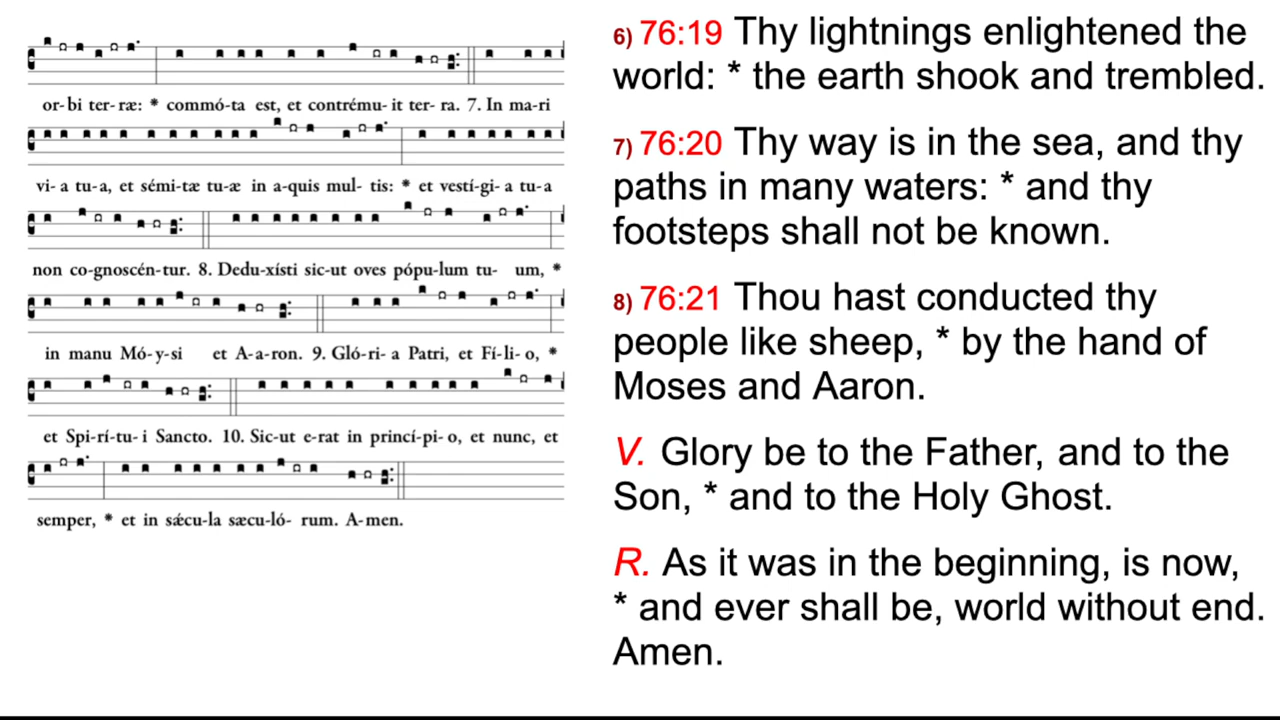 or- bi ter- ræ: * commó-ta est, et contrému- it ter- ra. 7. In ma-ri
vi- a tu-a, et sémi-tæ tu-æ in a-quis mul- tis: * et vestí-gi- a tu-a
non co-gnoscén-tur. 8. Dedu-xísti sic-ut oves pópu-lum tu- um, *
in manu Mó-y-si et A-a-ron. 9. Gló-ri- a Patri, et Fí-li- o, *
et Spi-rí-tu- i Sancto. 10. Sic-ut e-rat in princí-pi- o, et nunc, et
semper, * et in sǽcu-la sæcu-ló- rum. A-men.
6) 76:19 Thy lightnings enlightened the
world: * the earth shook and trembled.
7) 76:20 Thy way is in the sea, and thy
paths in many waters: * and thy
footsteps shall not be known.
8) 76:21 Thou hast conducted thy
people like sheep, * by the hand of
Moses and Aaron.
V. Glory be to the Father, and to the
Son, * and to the Holy Ghost.
R. As it was in the beginning, is now,
* and ever shall be, world without end.
Amen.